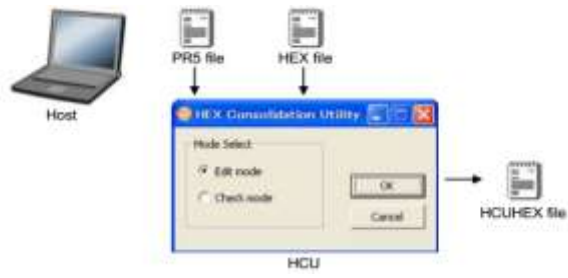 PR5 file
HEX file
Host
HEX Consolidation Utility
Mode Select
Edit mode
Check mode
OK
Cancel
HCUHEX file
HCU